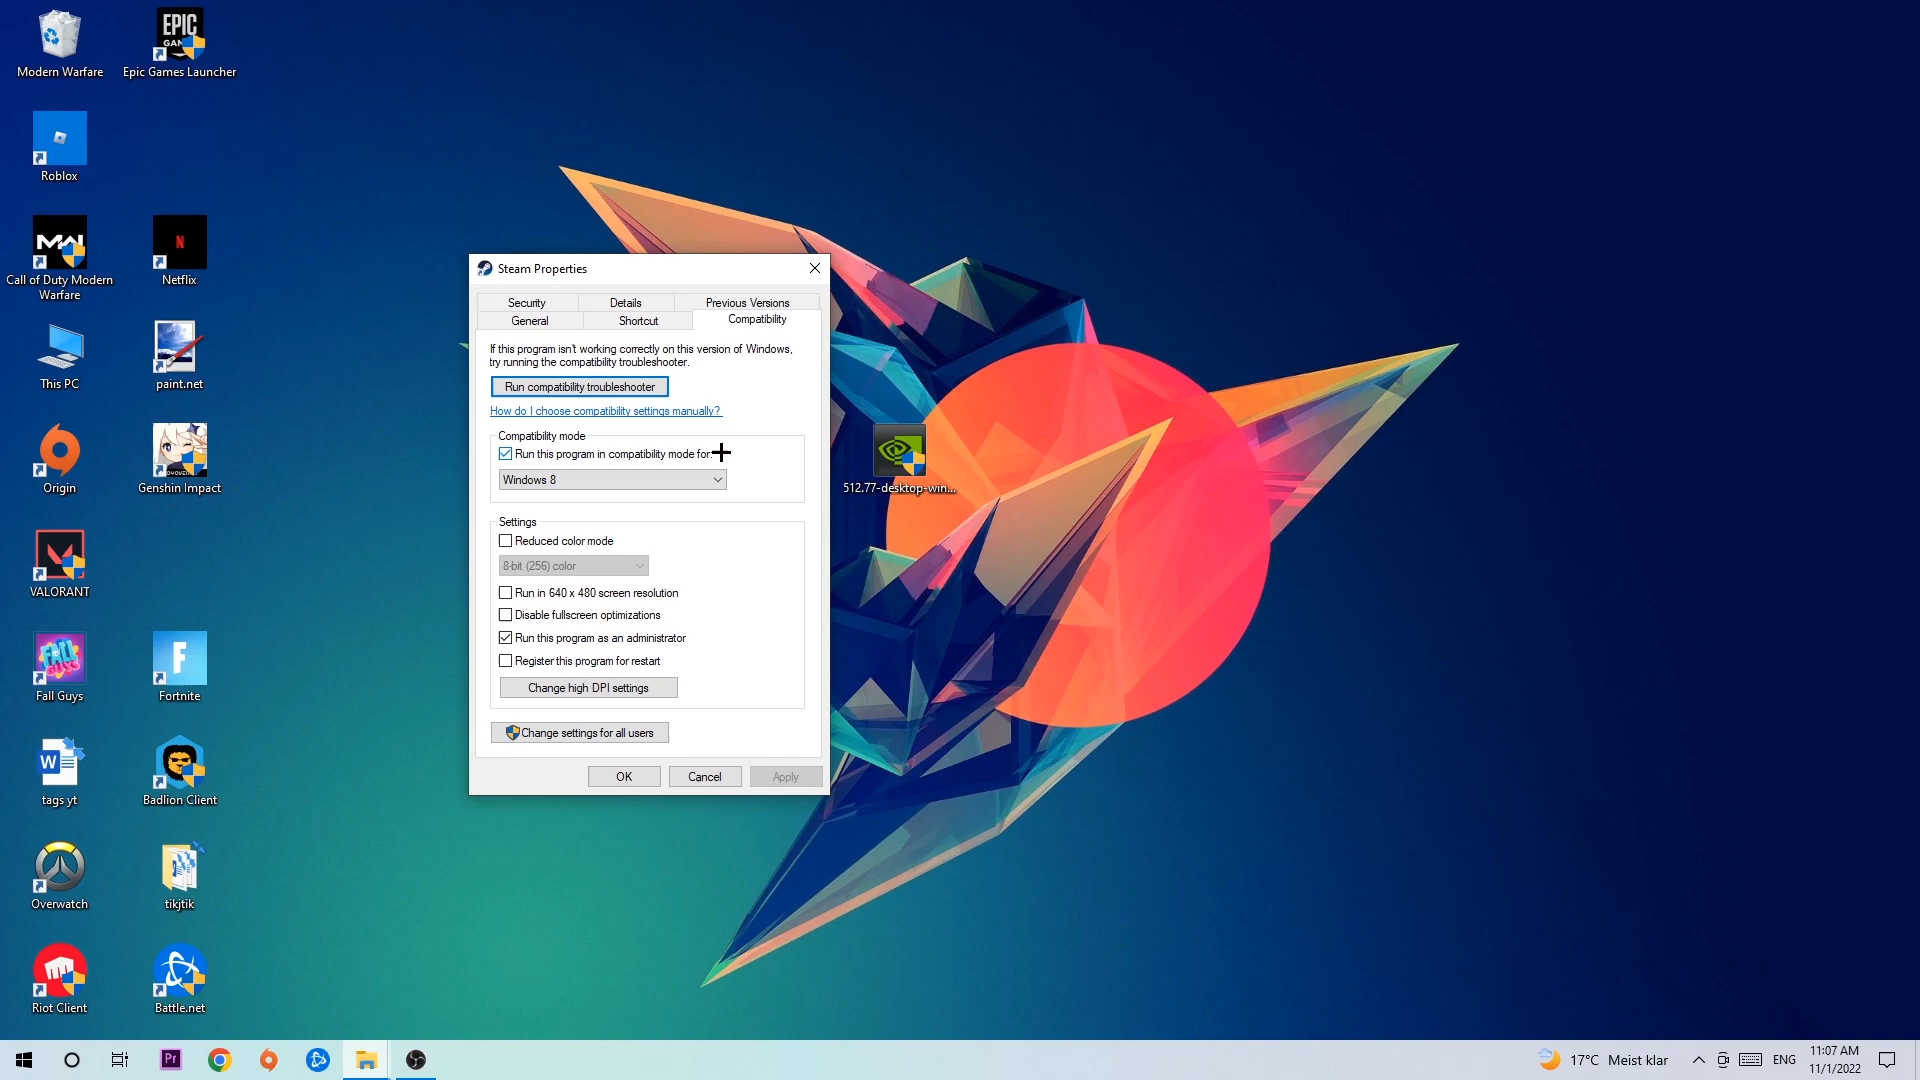 Modern Warfare
EPIC
GAMES
Epic Games Launcher
Roblox
MW
Call of Duty Modern
Warfare
N
Netflix
This PC
paint.net
Origin
Genshin Impact
VALORANT
FALL
GUYS
Fall Guys
F
Fortnite
W
tags yt
Badlion Client
Overwatch
tikjtik
Riot Client
Battle.net
512.77-desktop-win...
Steam Properties
Security
Details
Previous Versions
General
Shortcut
Compatibility
If this program isn't working correctly on this version of Windows,
try running the compatibility troubleshooter.
Run compatibility troubleshooter
How do I choose compatibility settings manually?
Compatibility mode
Run this program in compatibility mode for:
Windows 8
Settings
Reduced color mode
8-bit (256) color
Run in 640 x 480 screen resolution
Disable fullscreen optimizations
Run this program as an administrator
Register this program for restart
Change high DPI settings
Change settings for all users
OK
Cancel
Apply
Pr
17°C Meist klar
ENG
11:07 AM
11/1/2022